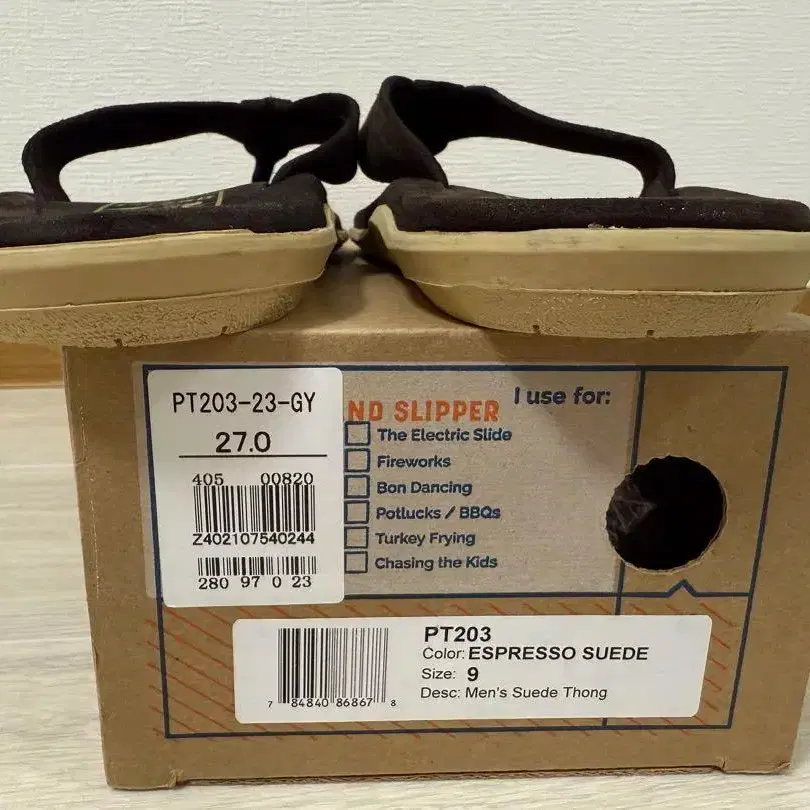 PT203-23-GY
27.0
405 00820
Z402107540244
280 97 0 23
ND SLIPPER
I use for:
The Electric Slide
Fireworks
Bon Dancing
Potlucks / BBQs
Turkey Frying
Chasing the Kids
7 84840 86867 8
PT203
Color: ESPRESSO SUEDE
Size: 9
Desc: Men's Suede Thong